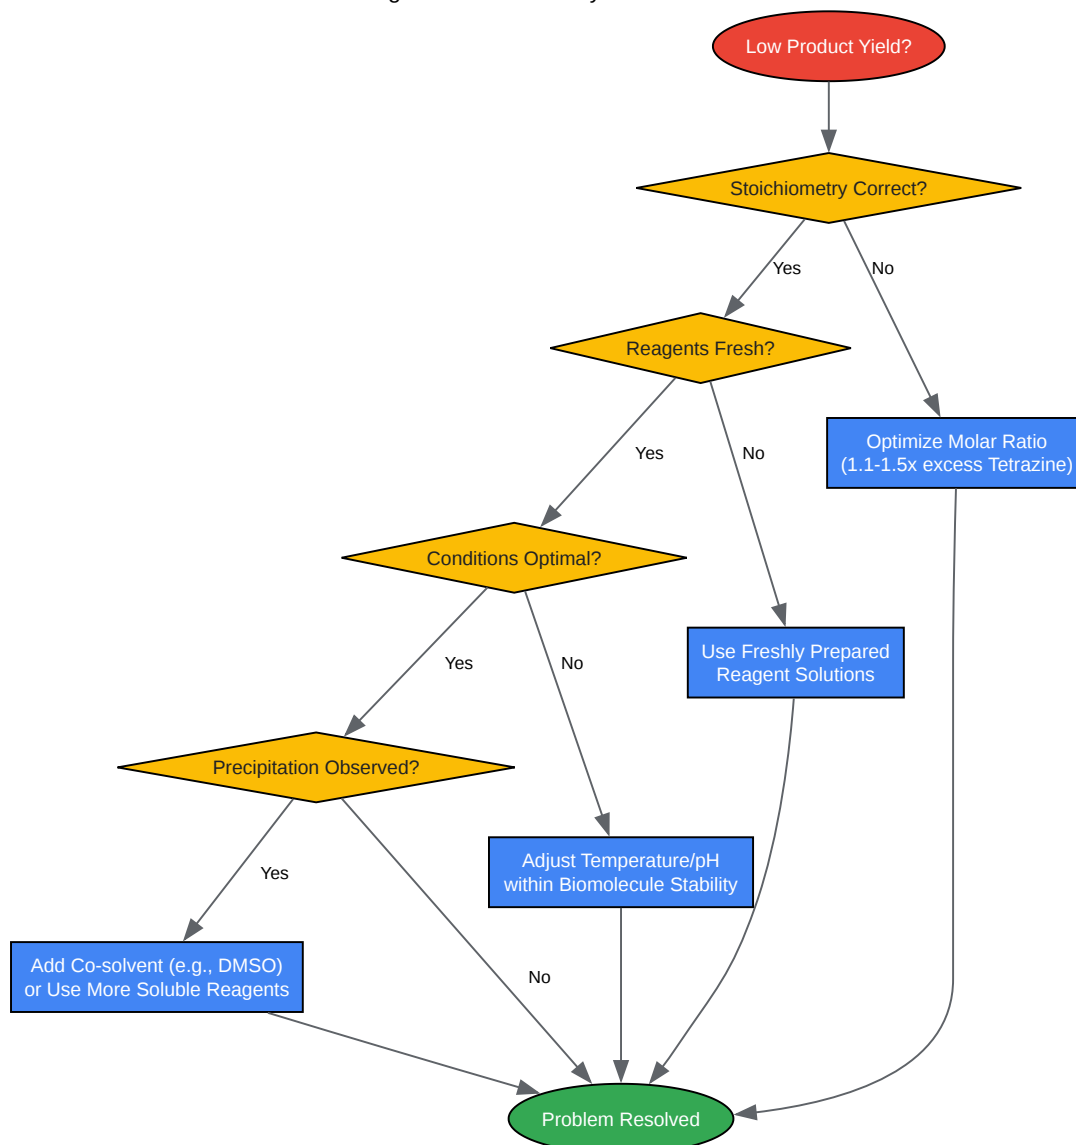 Low Product Yield?
Stoichiometry Correct?
Yes
No
Reagents Fresh?
Optimize Molar Ratio
(1.1-1.5x excess Tetrazine)
Yes
No
Conditions Optimal?
Use Freshly Prepared
Reagent Solutions
Yes
No
Precipitation Observed?
Adjust Temperature/pH
within Biomolecule Stability
Yes
No
Add Co-solvent (e.g., DMSO)
or Use More Soluble Reagents
Problem Resolved